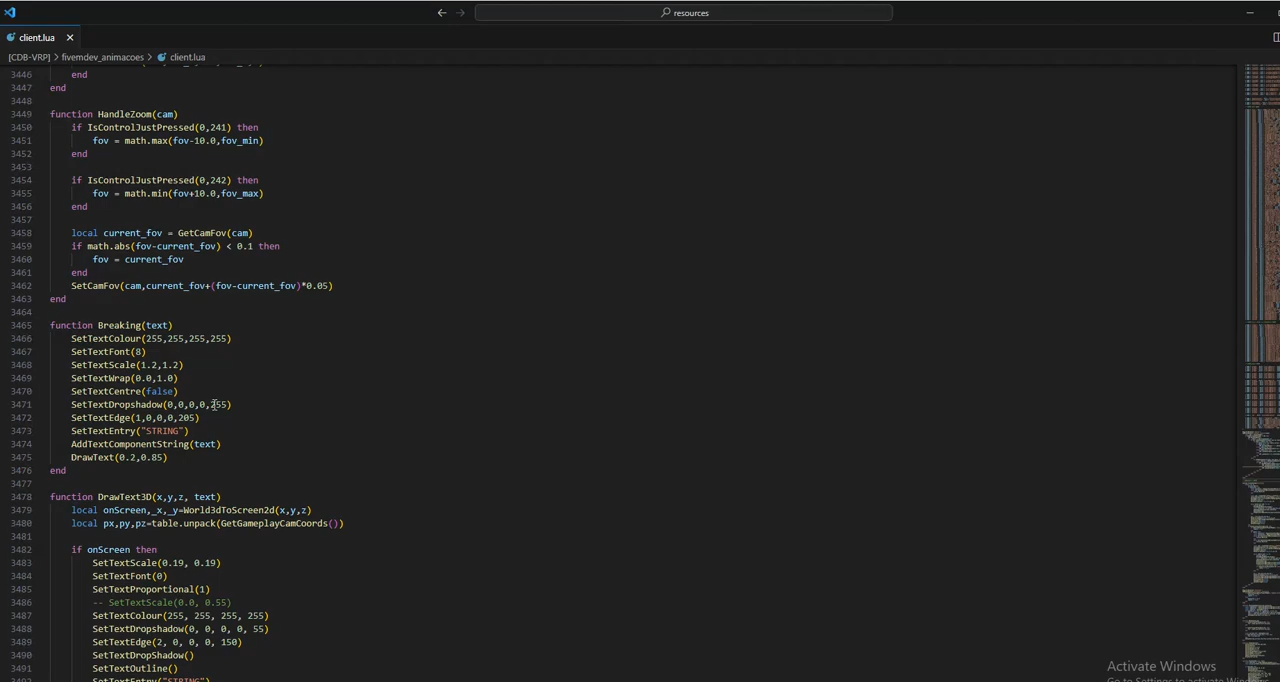 resources
client.lua
[CDB-VRP] > fivemdev_animacoes > client.lua
3446 end
3447 end
3448
3449 function HandleZoom(cam)
3450 if IsControlJustPressed(0,241) then
3451 fov = math.max(fov-10.0,fov_min)
3452 end
3453
3454 if IsControlJustPressed(0,242) then
3455 fov = math.min(fov+10.0,fov_max)
3456 end
3457
3458 local current_fov = GetCamFov(cam)
3459 if math.abs(fov-current_fov) < 0.1 then
3460 fov = current_fov
3461 end
3462 SetCamFov(cam,current_fov+(fov-current_fov)*0.05)
3463 end
3464
3465 function Breaking(text)
3466 SetTextColour(255,255,255,255)
3467 SetTextFont(8)
3468 SetTextScale(1.2,1.2)
3469 SetTextWrap(0.0,1.0)
3470 SetTextCentre(false)
3471 SetTextDropshadow(0,0,0,0,255)
3472 SetTextEdge(1,0,0,0,205)
3473 SetTextEntry("STRING")
3474 AddTextComponentString(text)
3475 DrawText(0.2,0.85)
3476 end
3477
3478 function DrawText3D(x,y,z, text)
3479 local onScreen,_x,_y=World3dToScreen2d(x,y,z)
3480 local px,py,pz=table.unpack(GetGameplayCamCoords())
3481
3482 if onScreen then
3483 SetTextScale(0.19, 0.19)
3484 SetTextFont(0)
3485 SetTextProportional(1)
3486 -- SetTextScale(0.0, 0.55)
3487 SetTextColour(255, 255, 255, 255)
3488 SetTextDropshadow(0, 0, 0, 0, 55)
3489 SetTextEdge(2, 0, 0, 0, 150)
3490 SetTextDropShadow()
3491 SetTextOutline()
SetTextEntry("STRING")
Activate Windows
Go to Settings to activate